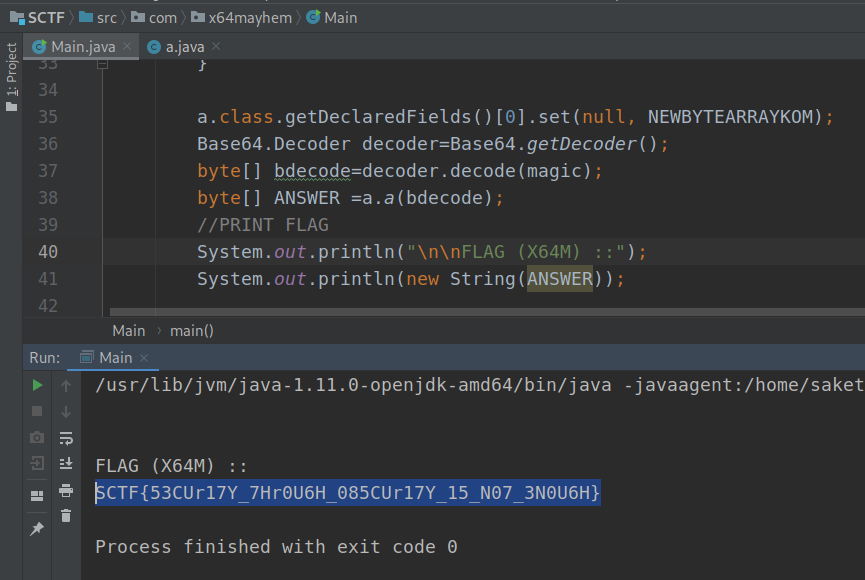 SCTF src com x64mayhem Main
Main.java a.java
1: Project
33 }
34
35 a.class.getDeclaredFields()[0].set(null, NEWBYTEARRAYKOM);
36 Base64.Decoder decoder=Base64.getDecoder();
37 byte[] bdecode=decoder.decode(magic);
38 byte[] ANSWER =a.a(bdecode);
39 //PRINT FLAG
40 System.out.println("\n\nFLAG (X64M) ::");
41 System.out.println(new String(ANSWER));
42
Main › main()
Run: Main
/usr/lib/jvm/java-1.11.0-openjdk-amd64/bin/java -javaagent:/home/saket
FLAG (X64M) ::
SCTF{53CUr17Y_7Hr0U6H_085CUr17Y_15_N07_3N0U6H}
Process finished with exit code 0